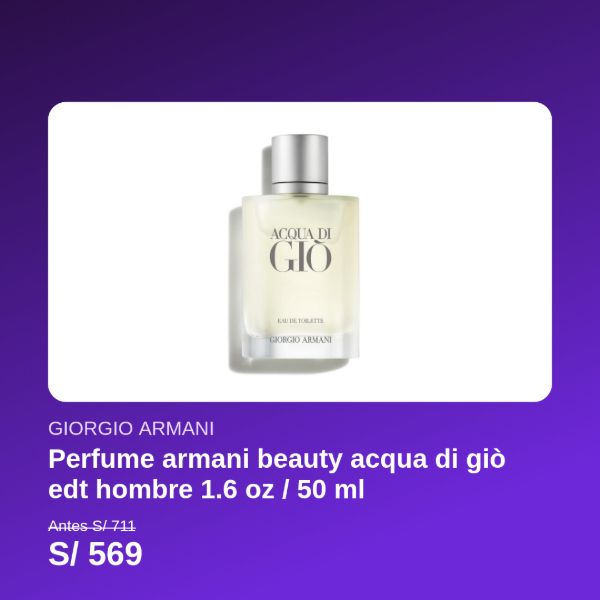 ACQUA DI
GIÒ
EAU DE TOILETTE
GIORGIO ARMANI
GIORGIO ARMANI
Perfume armani beauty acqua di giò
edt hombre 1.6 oz / 50 ml
Antes S/ 711
S/ 569